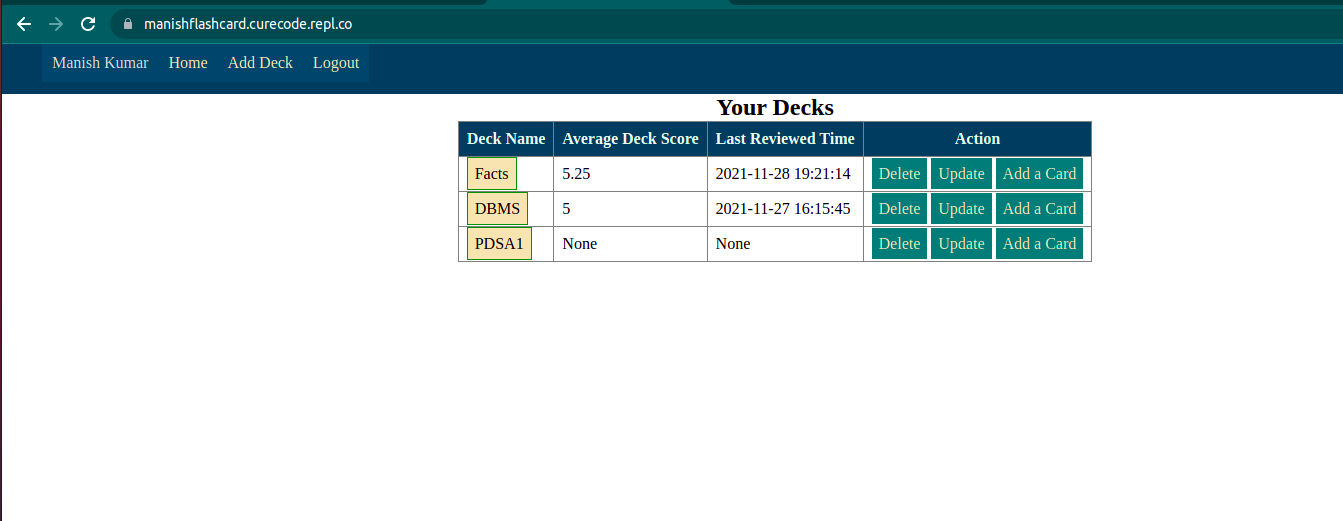 manishflashcard.curecode.repl.co
Manish Kumar Home Add Deck Logout
Your Decks
Deck Name Average Deck Score Last Reviewed Time Action
Facts 5.25 2021-11-28 19:21:14 Delete Update Add a Card
DBMS 5 2021-11-27 16:15:45 Delete Update Add a Card
PDSA1 None None Delete Update Add a Card